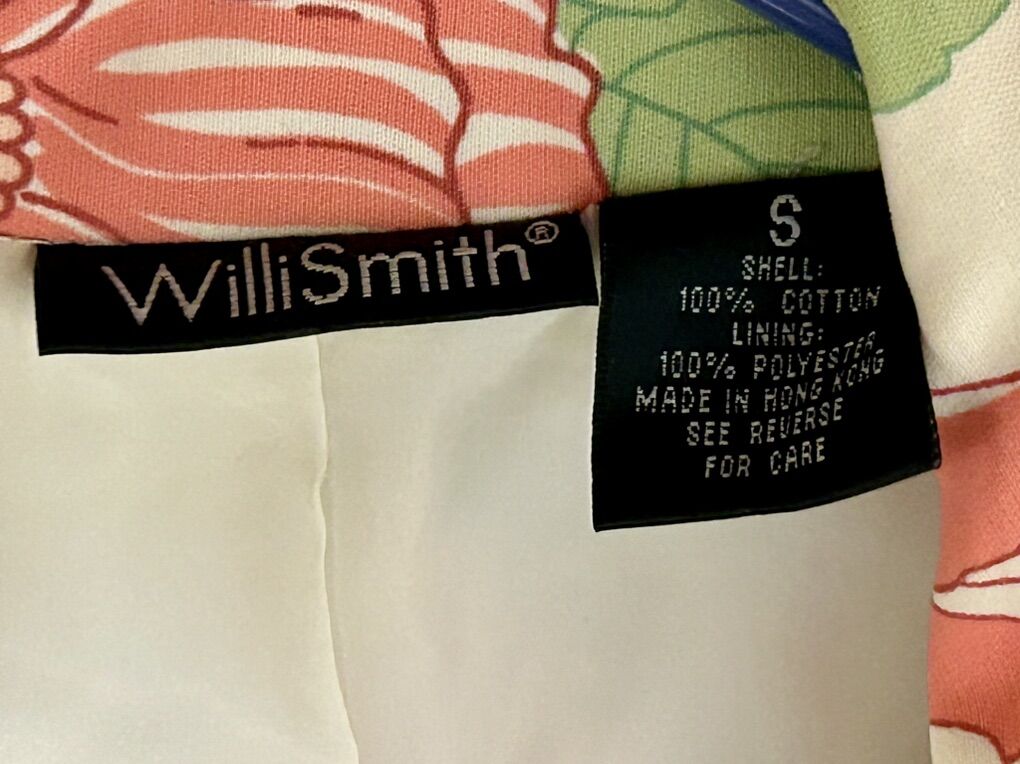 WilliSmith®
S
SHELL:
100% COTTON
LINING:
100% POLYESTER
MADE IN HONG KONG
SEE REVERSE
FOR CARE